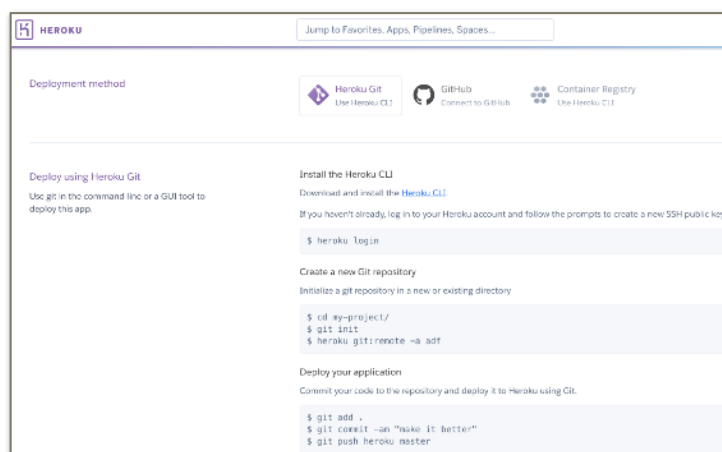 HEROKU
Jump to Favorites, Apps, Pipelines, Spaces...
Deployment method
Heroku Git
Use Heroku CLI
GitHub
Connect to GitHub
Container Registry
Use Heroku CLI
Deploy using Heroku Git
Use git in the command line or a GUI tool to
deploy this app.
Install the Heroku CLI
Download and install the Heroku CLI.
If you haven't already, log in to your Heroku account and follow the prompts to create a new SSH public key
$ heroku login
Create a new Git repository
Initialize a git repository in a new or existing directory
$ cd my-project/
$ git init
$ heroku git:remote -a adf
Deploy your application
Commit your code to the repository and deploy it to Heroku using Git.
$ git add .
$ git commit -am "make it better"
$ git push heroku master